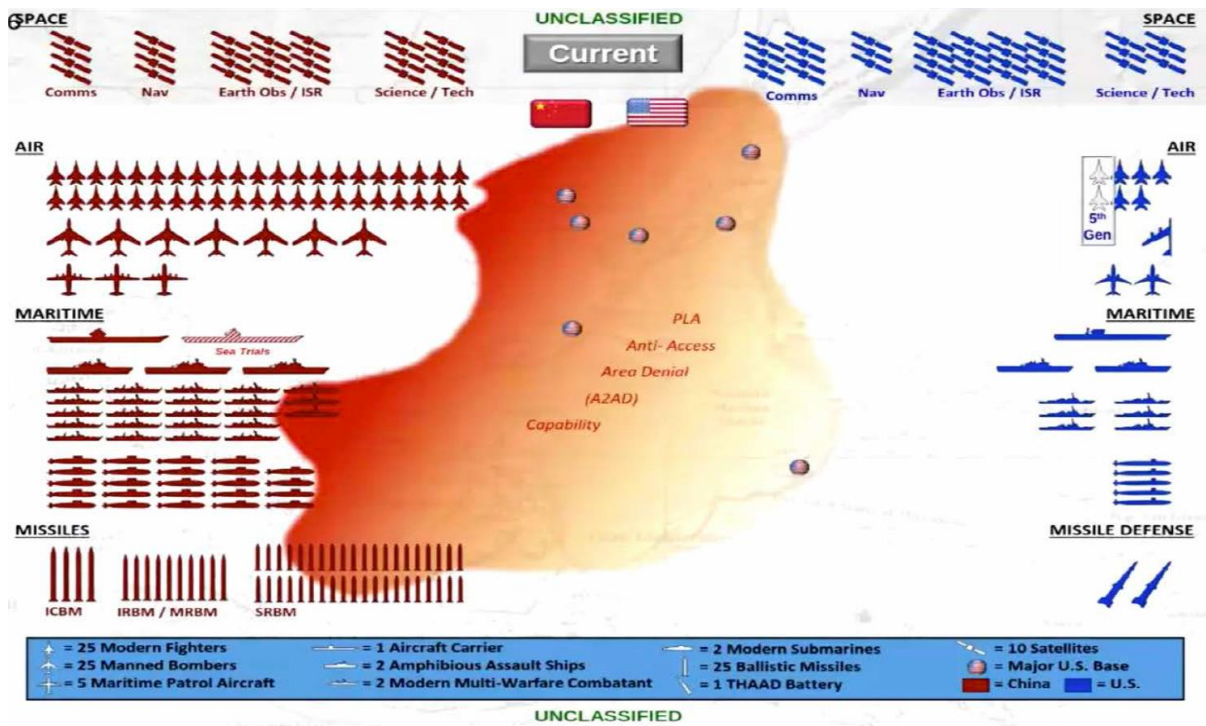 6
UNCLASSIFIED
SPACE
SPACE
Current
Comms
Nav
Earth Obs / ISR
Science / Tech
Comms
Nav
Earth Obs / ISR
Science / Tech
AIR
AIR
5th
Gen
MARITIME
MARITIME
Sea Trials
PLA
Anti- Access
Area Denial
(A2AD)
Capability
MISSILES
MISSILE DEFENSE
ICBM
IRBM / MRBM
SRBM
= 25 Modern Fighters
= 25 Manned Bombers
= 5 Maritime Patrol Aircraft
= 1 Aircraft Carrier
= 2 Amphibious Assault Ships
= 2 Modern Multi-Warfare Combatant
= 2 Modern Submarines
= 25 Ballistic Missiles
= 1 THAAD Battery
= 10 Satellites
= Major U.S. Base
= China
= U.S.
UNCLASSIFIED